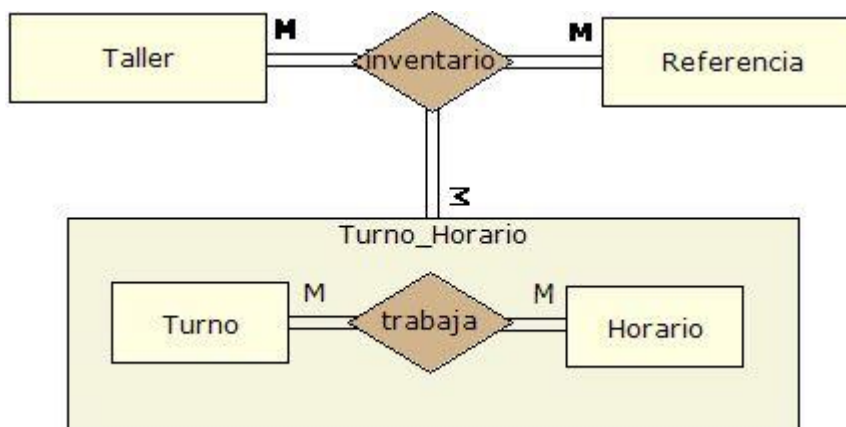 Taller
M
inventario
M
Referencia
M
Turno_Horario
Turno
M
trabaja
M
Horario